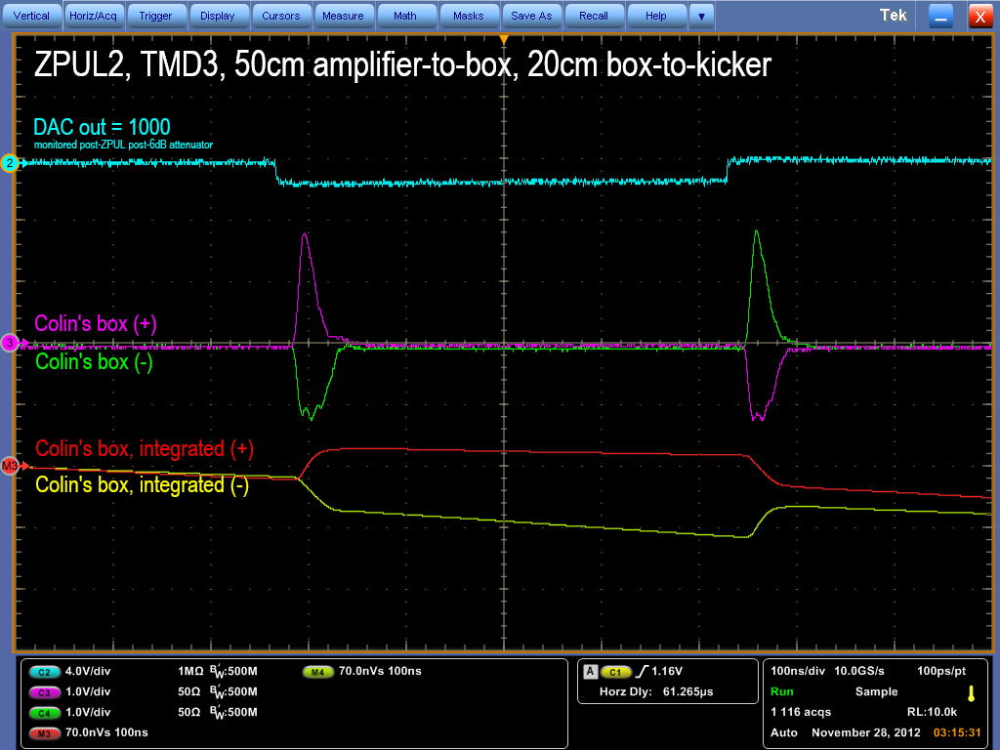 Vertical Horiz/Acq Trigger Display Cursors Measure Math Masks Save As Recall Help Tek X
ZPUL2, TMD3, 50cm amplifier-to-box, 20cm box-to-kicker
DAC out = 1000
monitored post-ZPUL post-6dB attenuator
2
Colin's box (+)
3
Colin's box (-)
Colin's box, integrated (+)
M3
Colin's box, integrated (-)
C2 4.0V/div 1MΩ BW:500M
C3 1.0V/div 50Ω BW:500M
C4 1.0V/div 50Ω BW:500M
M3 70.0nVs 100ns
M4 70.0nVs 100ns
A C1 1.16V
Horz Dly: 61.265µs
100ns/div 10.0GS/s 100ps/pt
Run Sample
1 116 acqs RL:10.0k
Auto November 28, 2012 03:15:31